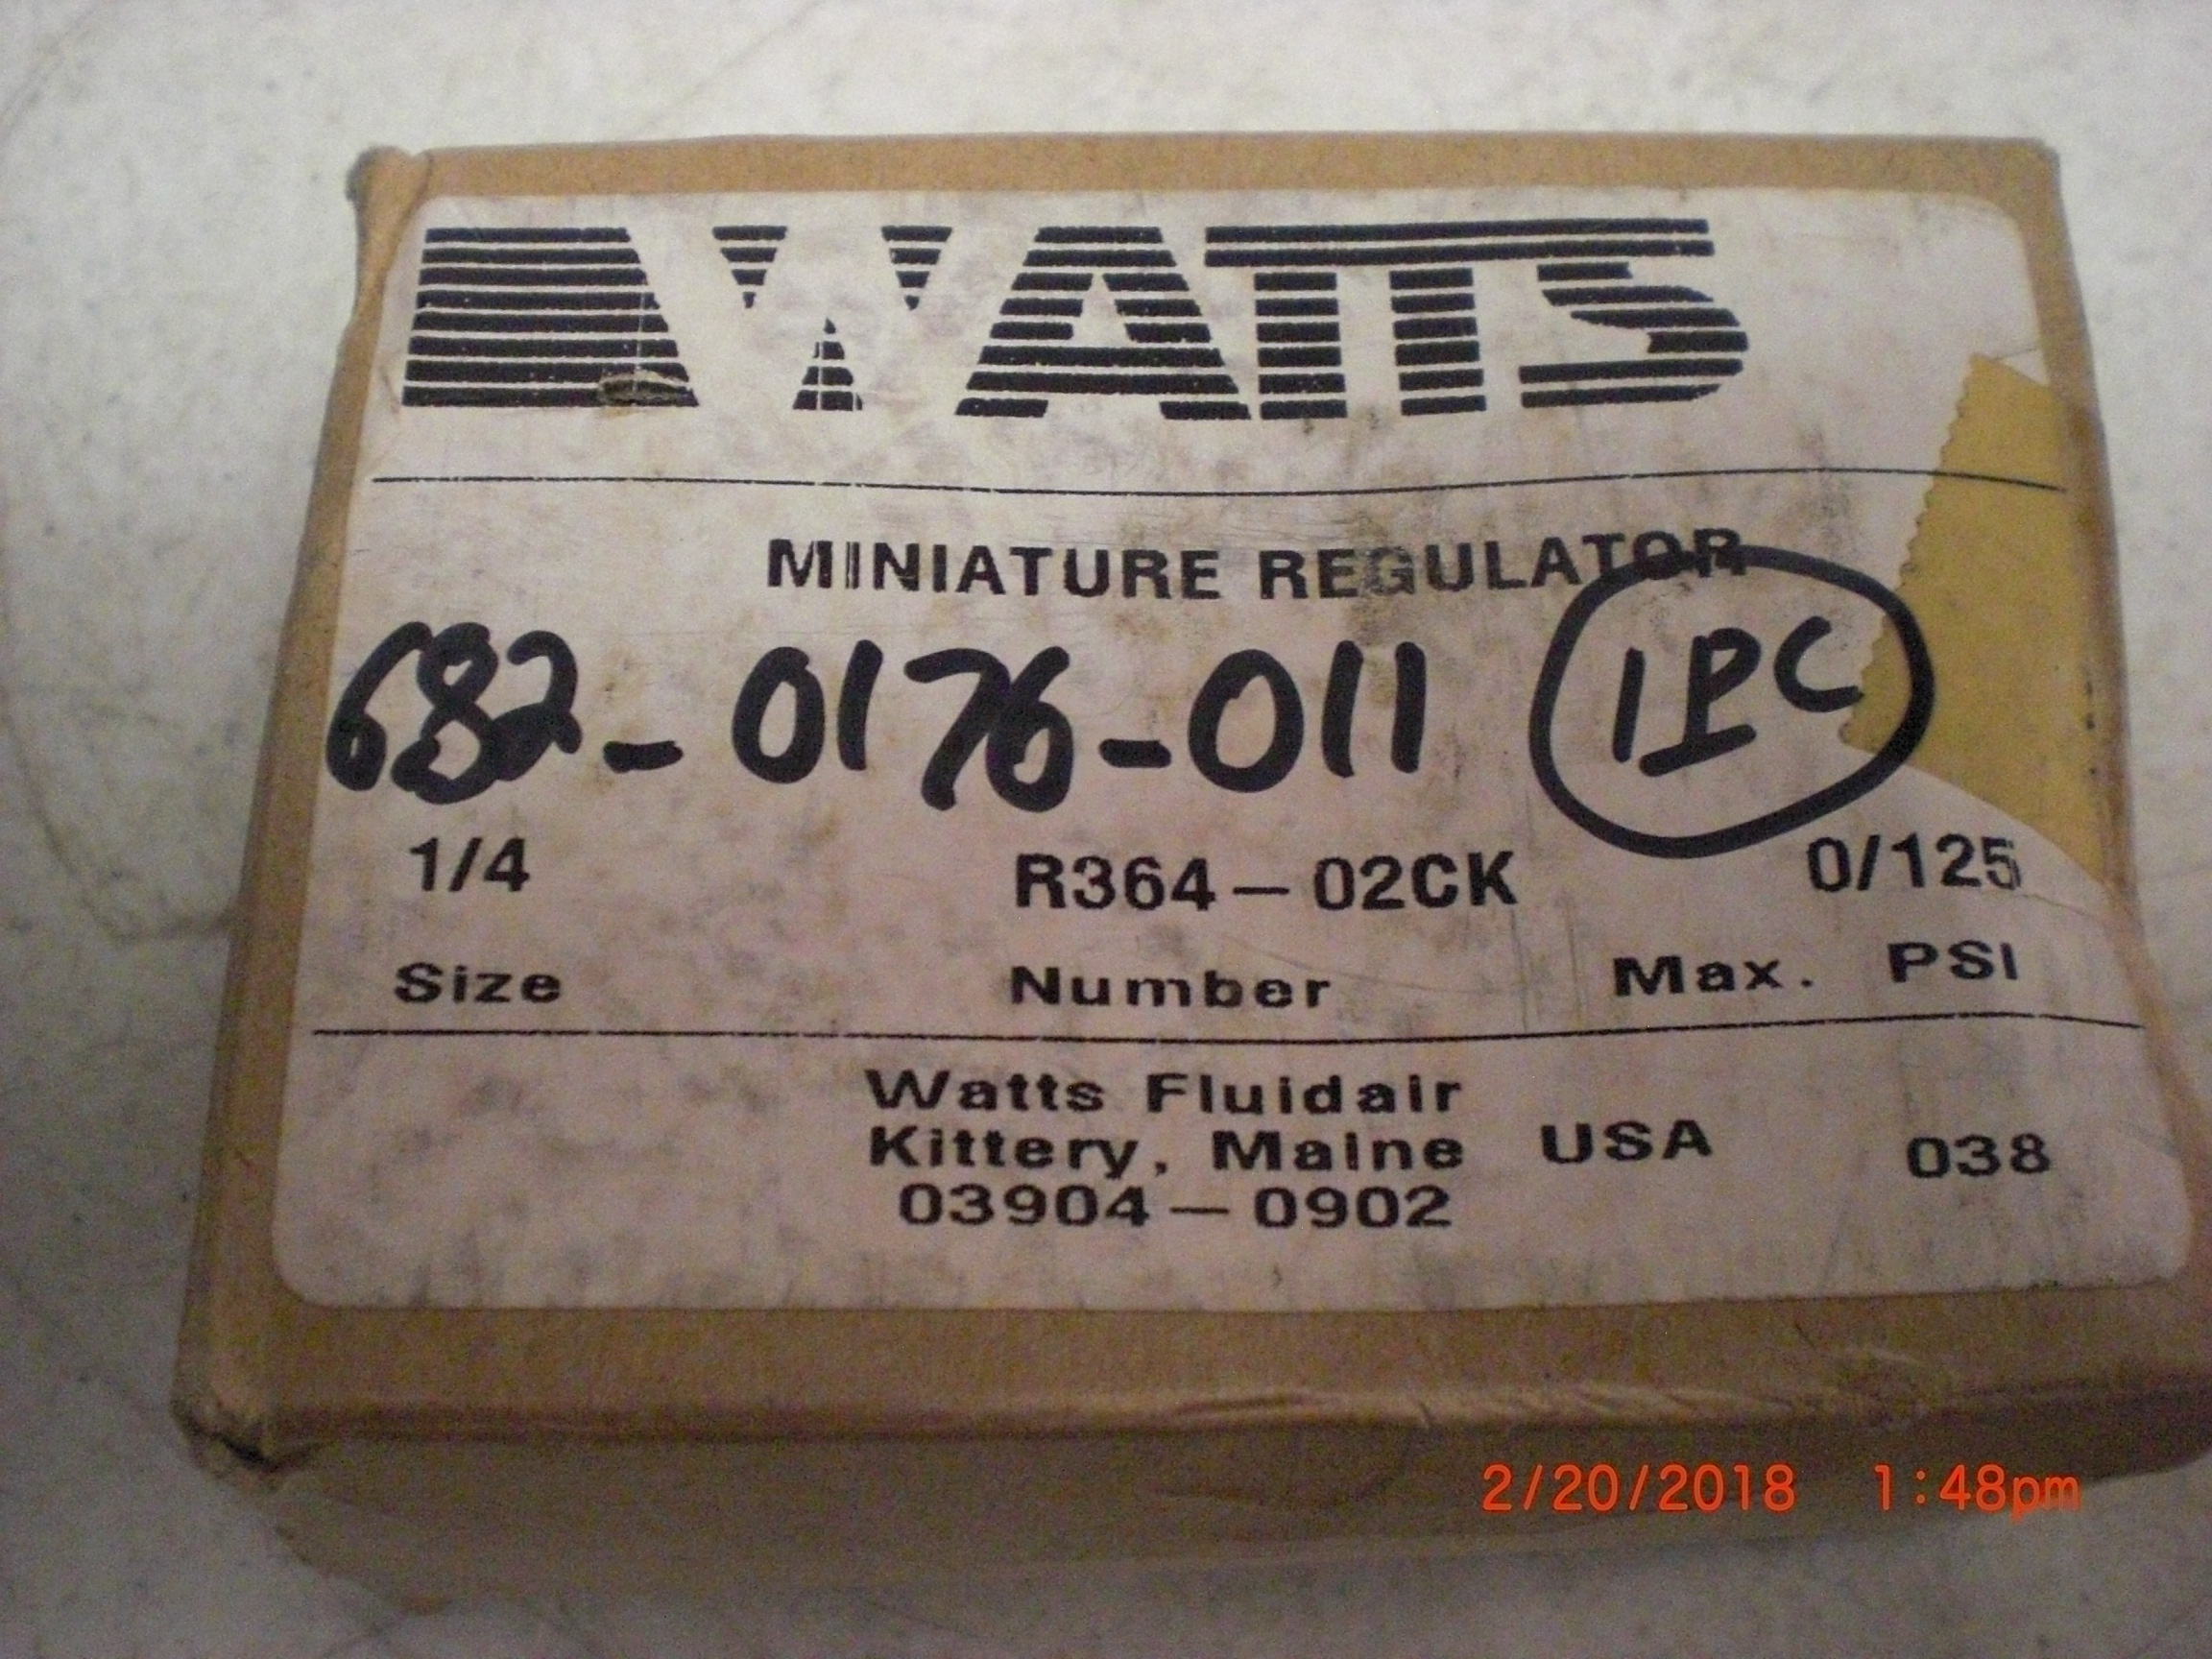 WATTS
MINIATURE REGULATOR
682-0176-011 1PC
1/4 R364-02CK 0/125
Size Number Max. PSI
Watts Fluidair
Kittery, Maine USA 038
03904-0902
2/20/2018 1:48pm